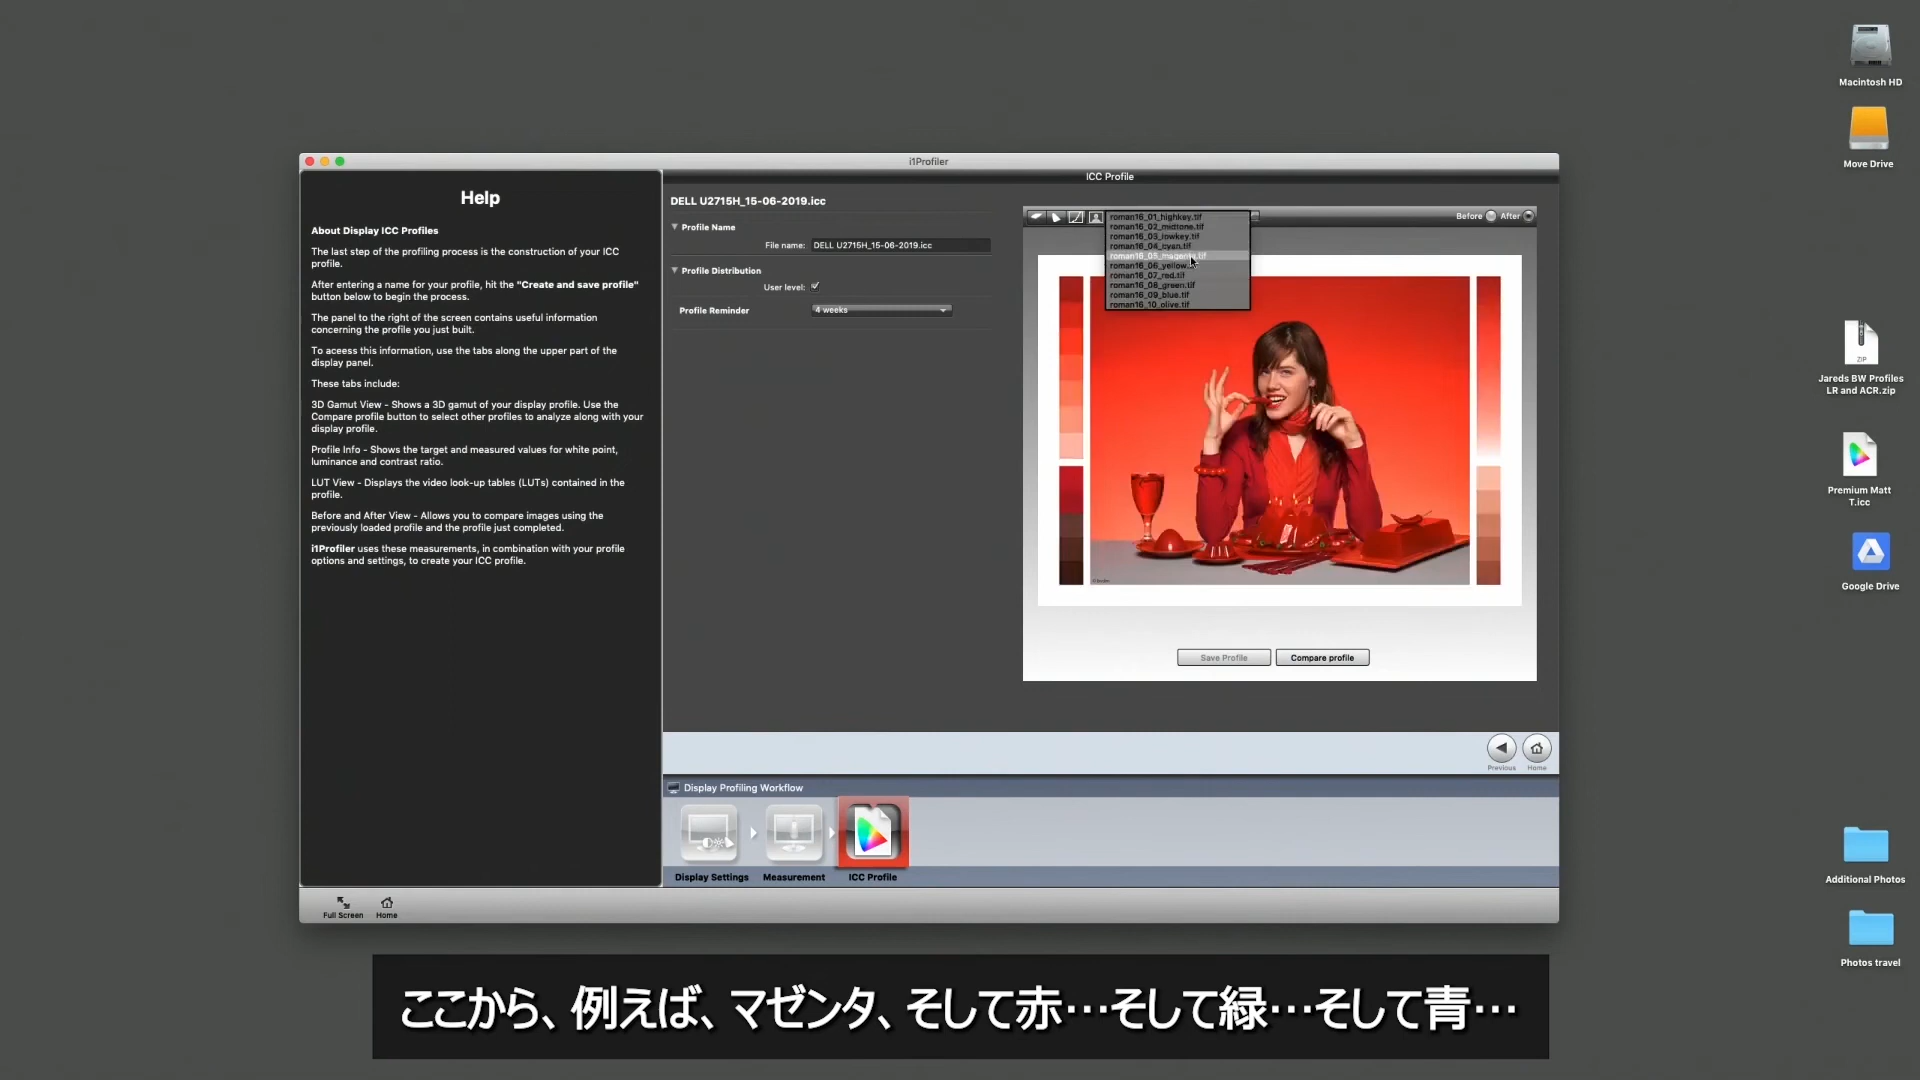 Macintosh HD
Move Drive
i1Profiler
ICC Profile
Help
About Display ICC Profiles
The last step of the profiling process is the construction of your ICC
profile.
After entering a name for your profile, hit the "Create and save profile"
button below to begin the process.
The panel to the right of the screen contains useful information
concerning the profile you just built.
To aceess this information, use the tabs along the upper part of the
display panel.
These tabs include:
3D Gamut View - Shows a 3D gamut of your display profile. Use the
Compare profile button to select other profiles to analyze along with your
display profile.
Profile Info - Shows the target and measured values for white point,
luminance and contrast ratio.
LUT View - Displays the video look-up tables (LUTs) contained in the
profile.
Before and After View - Allows you to compare images using the
previously loaded profile and the profile just completed.
i1Profiler uses these measurements, in combination with your profile
options and settings, to create your ICC profile.
DELL U2715H_15-06-2019.icc
Profile Name
File name: DELL U2715H_15-06-2019.icc
Profile Distribution
User level:
Profile Reminder 4 weeks
Before After
roman16_01_highkey.tif
roman16_02_midtone.tif
roman16_03_lowkey.tif
roman16_04_cyan.tif
roman16_05_magenta.tif
roman16_06_yellow
roman16_07_red.tif
roman16_08_green.tif
roman16_09_blue.tif
roman16_10_olive.tif
Save Profile Compare profile
Previous Home
Display Profiling Workflow
Display Settings Measurement ICC Profile
Full Screen Home
ZIP
Jareds BW Profiles
LR and ACR.zip
Premium Matt
T.icc
Google Drive
Additional Photos
Photos travel
ここから、例えば、マゼンタ、そして赤…そして緑…そして青…